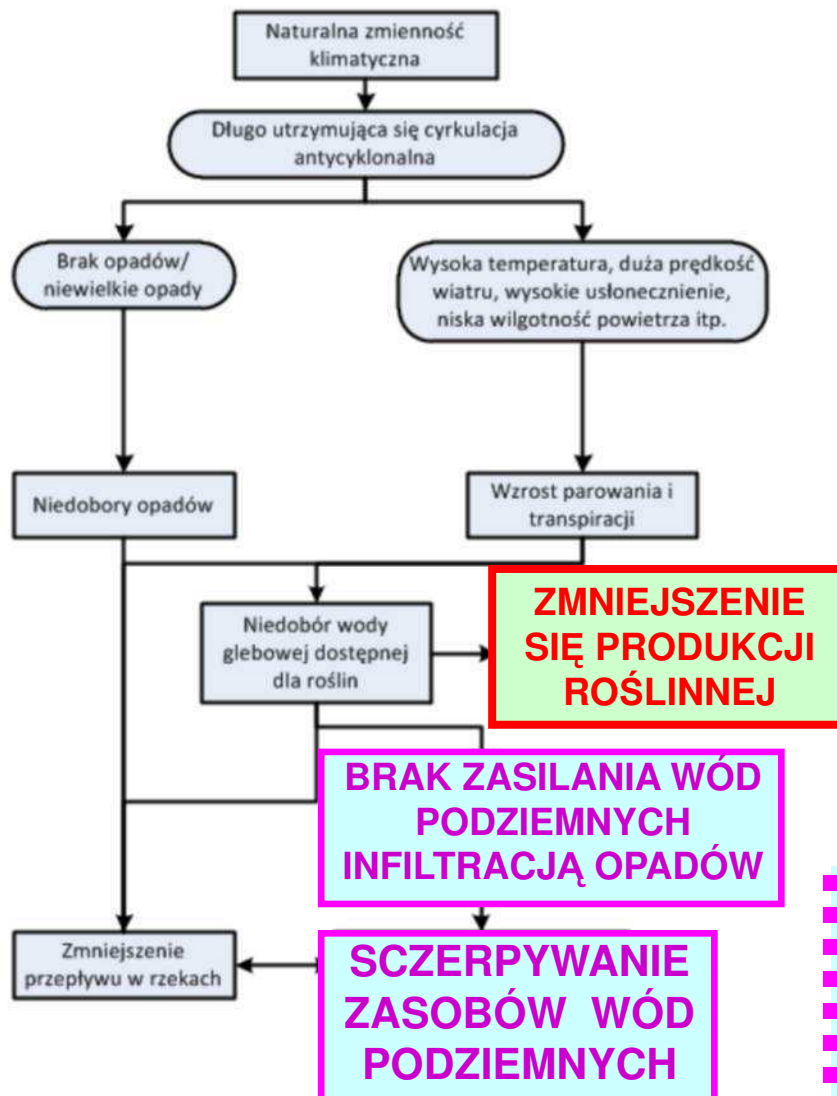 Naturalna zmienność
klimatyczna
Długo utrzymująca się cyrkulacja
antycyklonalna
Brak opadów/
niewielkie opady
Wysoka temperatura, duża prędkość
wiatru, wysokie usłonecznienie,
niska wilgotność powietrza itp.
Niedobory opadów
Wzrost parowania i
transpiracji
Niedobór wody
glebowej dostępnej
dla roślin
ZMNIEJSZENIE
SIĘ PRODUKCJI
ROŚLINNEJ
BRAK ZASILANIA WÓD
PODZIEMNYCH
INFILTRACJĄ OPADÓW
Zmniejszenie
przepływu w rzekach
SCZERPYWANIE
ZASOBÓW WÓD
PODZIEMNYCH